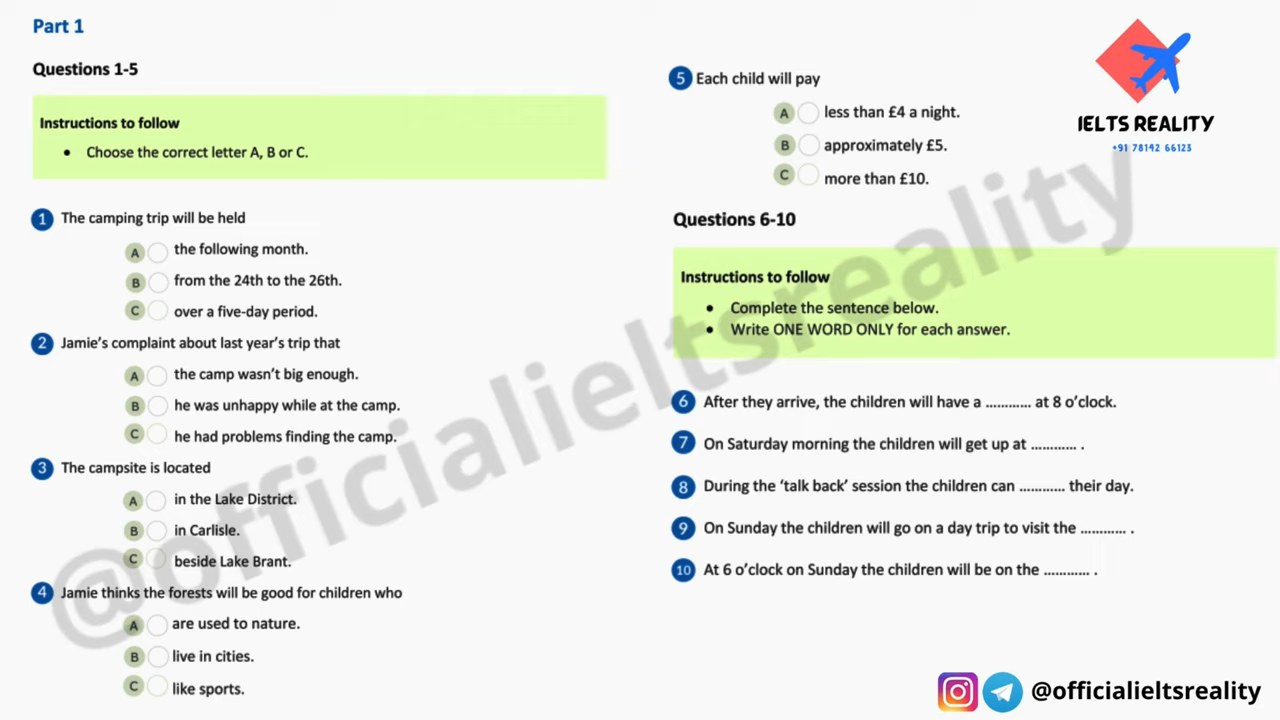 Part 1
Questions 1-5
Instructions to follow
• Choose the correct letter A, B or C.
1 The camping trip will be held
A the following month.
B from the 24th to the 26th.
C over a five-day period.
2 Jamie's complaint about last year's trip that
A the camp wasn't big enough.
B he was unhappy while at the camp.
C he had problems finding the camp.
3 The campsite is located
A in the Lake District.
B in Carlisle.
C beside Lake Brant.
4 Jamie thinks the forests will be good for children who
A are used to nature.
B live in cities.
C like sports.
5 Each child will pay
A less than £4 a night.
B approximately £5.
C more than £10.
Questions 6-10
Instructions to follow
• Complete the sentence below.
• Write ONE WORD ONLY for each answer.
6 After they arrive, the children will have a ............ at 8 o'clock.
7 On Saturday morning the children will get up at ............ .
8 During the 'talk back' session the children can ............ their day.
9 On Sunday the children will go on a day trip to visit the ............ .
10 At 6 o'clock on Sunday the children will be on the ............ .
IELTS REALITY
+91 78142 66123
@officialieltsreality
@officialieltsreality